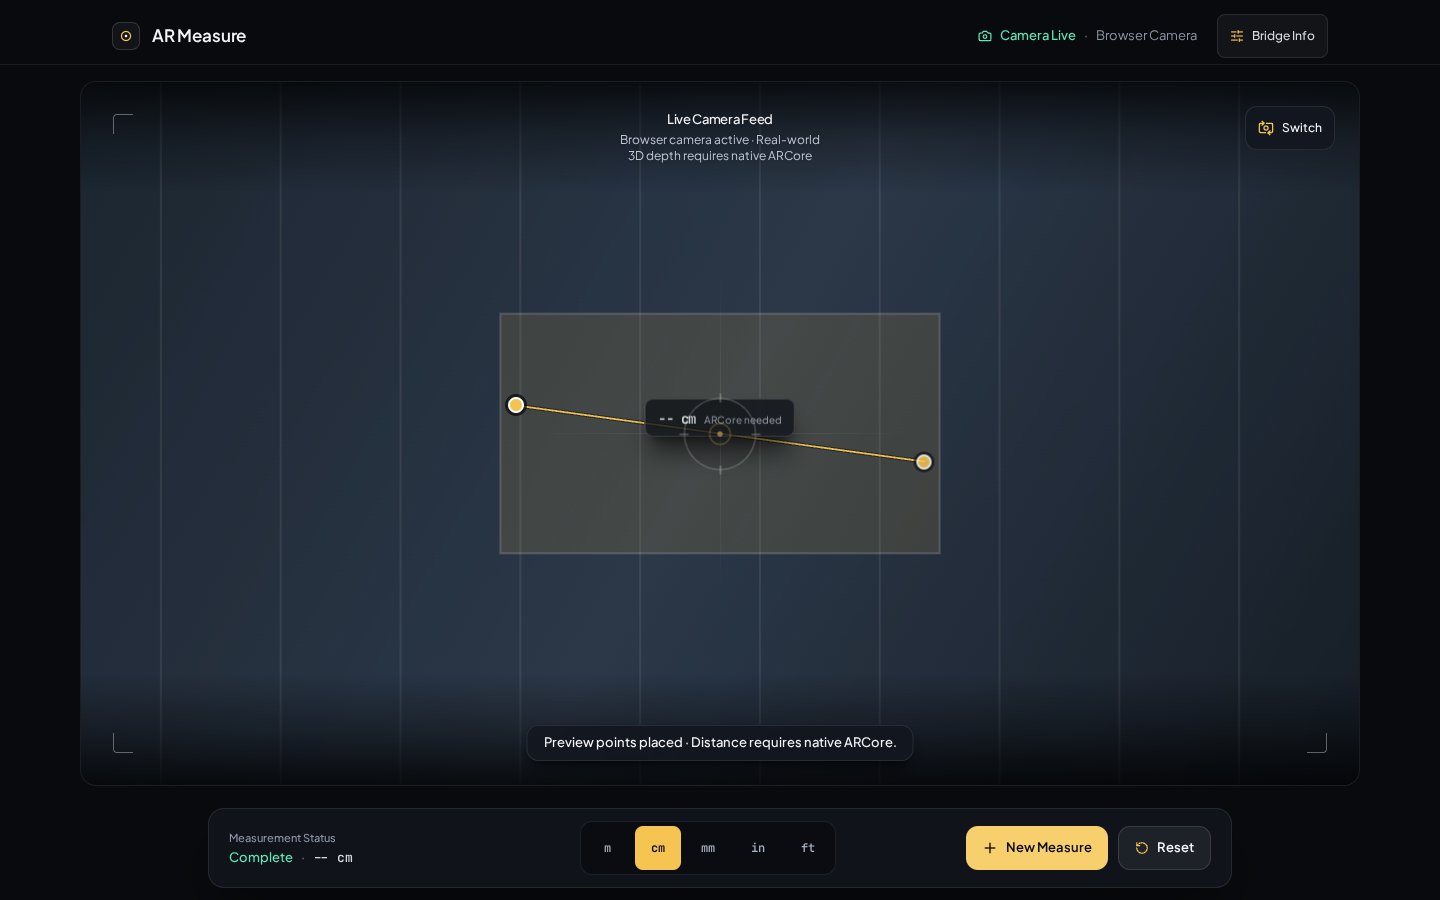 AR Measure
Camera Live · Browser Camera
Bridge Info
Live Camera Feed
Browser camera active · Real-world
3D depth requires native ARCore
Switch
-- cm ARCore needed
Preview points placed · Distance requires native ARCore.
Measurement Status
Complete · -- cm
m cm mm in ft
New Measure
Reset